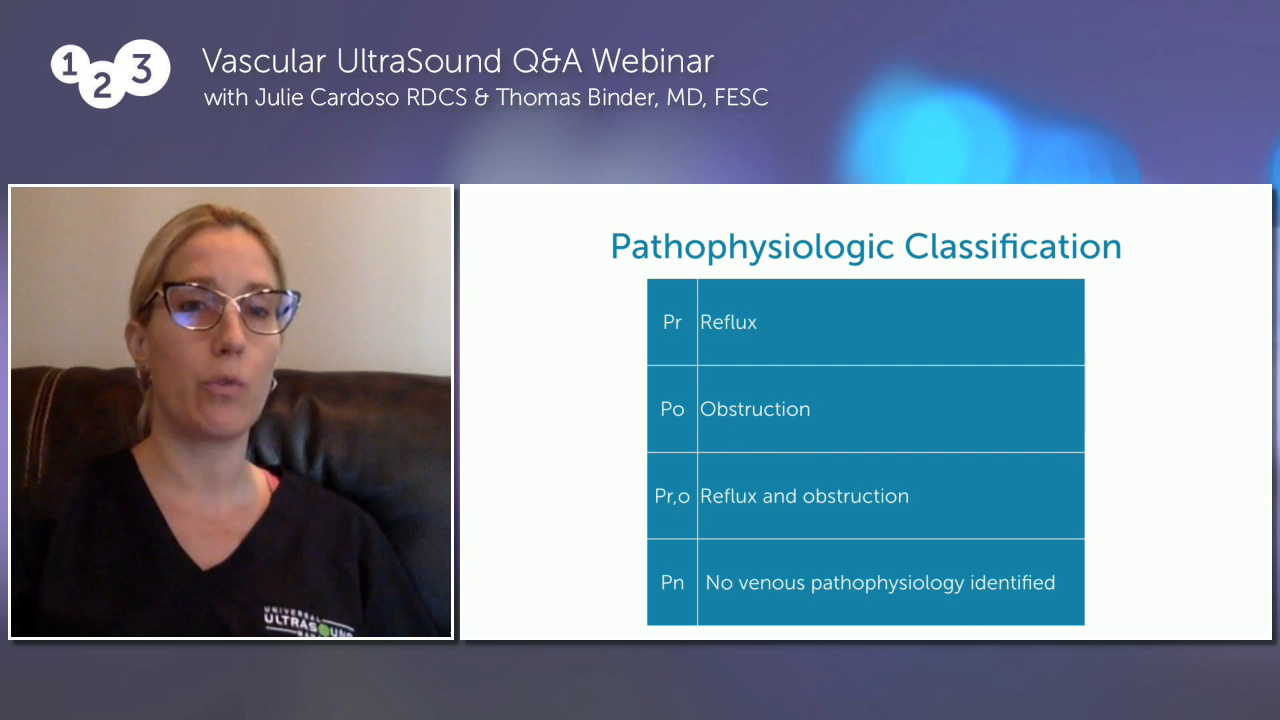 1 2 3
Vascular UltraSound Q&A Webinar
with Julie Cardoso RDCS & Thomas Binder, MD, FESC
Pathophysiologic Classification
Pr Reflux
Po Obstruction
Pr,o Reflux and obstruction
Pn No venous pathophysiology identified
UNIVERSAL
ULTRASOUND